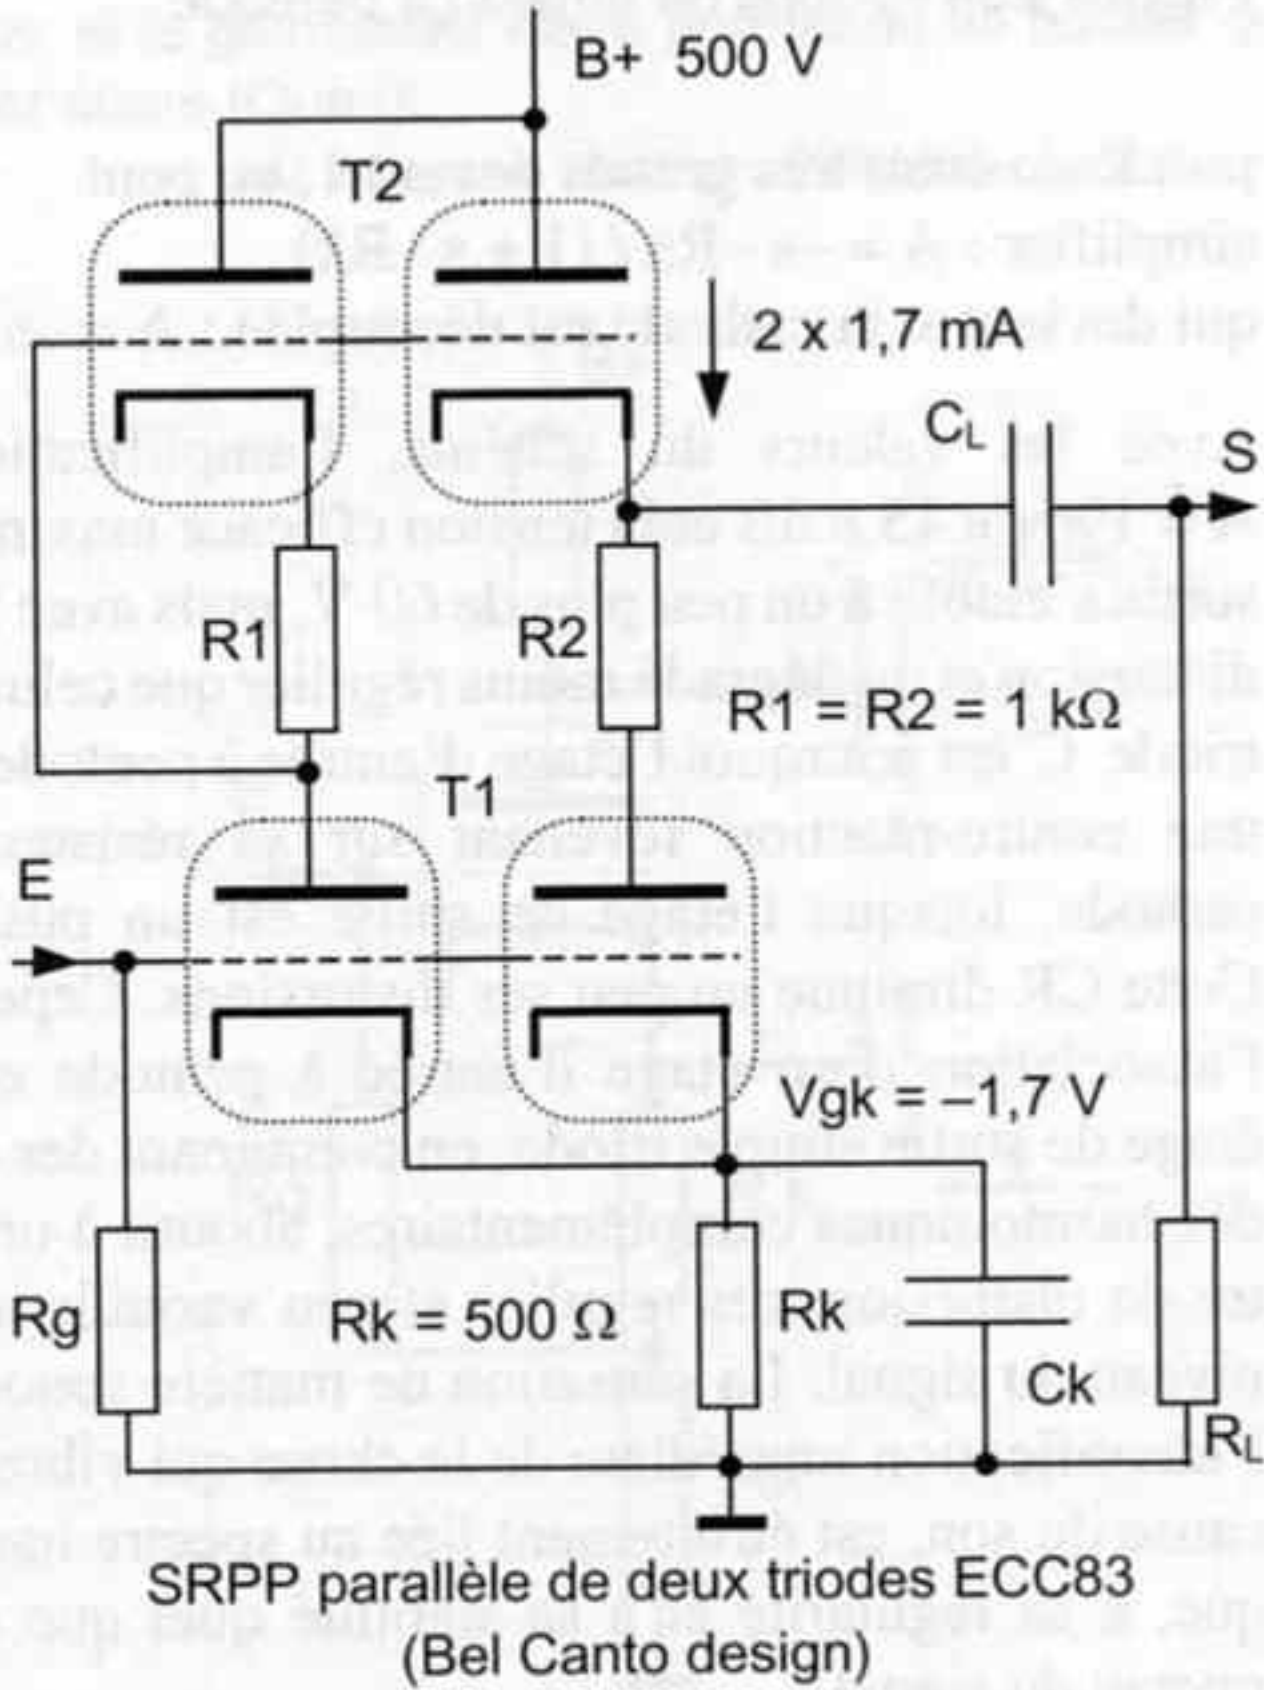 B+ 500 V
T2
2 x 1,7 mA
CL
S
R1
R2
R1 = R2 = 1 kΩ
T1
E
Vgk = –1,7 V
Rg
Rk = 500 Ω
Rk
Ck
RL
SRPP parallèle de deux triodes ECC83
(Bel Canto design)